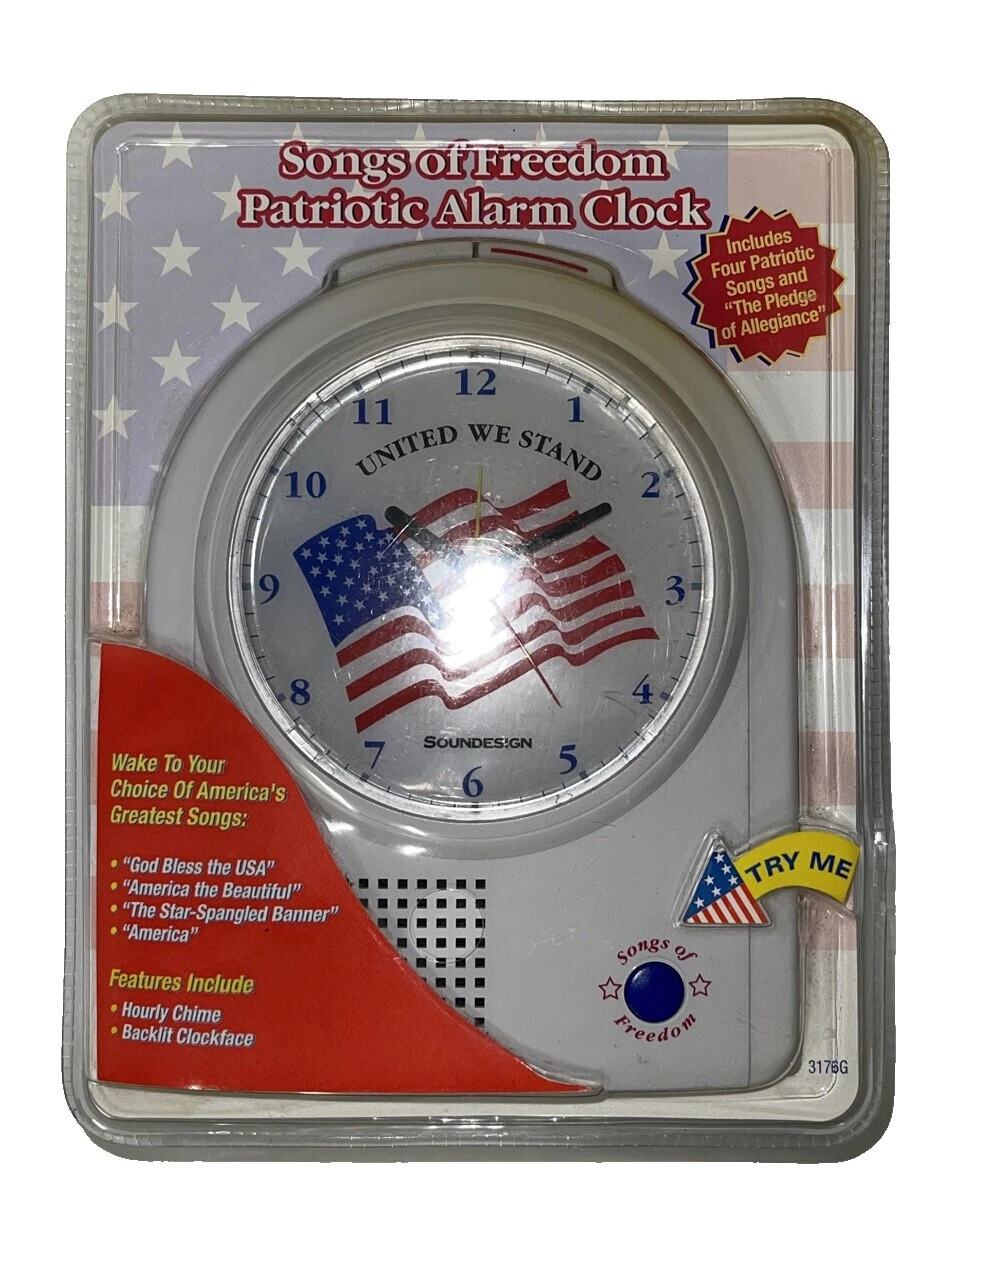 Songs of Freedom
Patriotic Alarm Clock
Includes
Four Patriotic
Songs and
"The Pledge
of Allegiance"
12
11
1
UNITED WE STAND
10
2
9
3
8
4
SOUNDESIGN
7
5
6
Wake To Your
Choice Of America's
Greatest Songs:
• "God Bless the USA"
• "America the Beautiful"
• "The Star-Spangled Banner"
• "America"
Features Include
• Hourly Chime
• Backlit Clockface
TRY ME
Songs of
Freedom
3176G